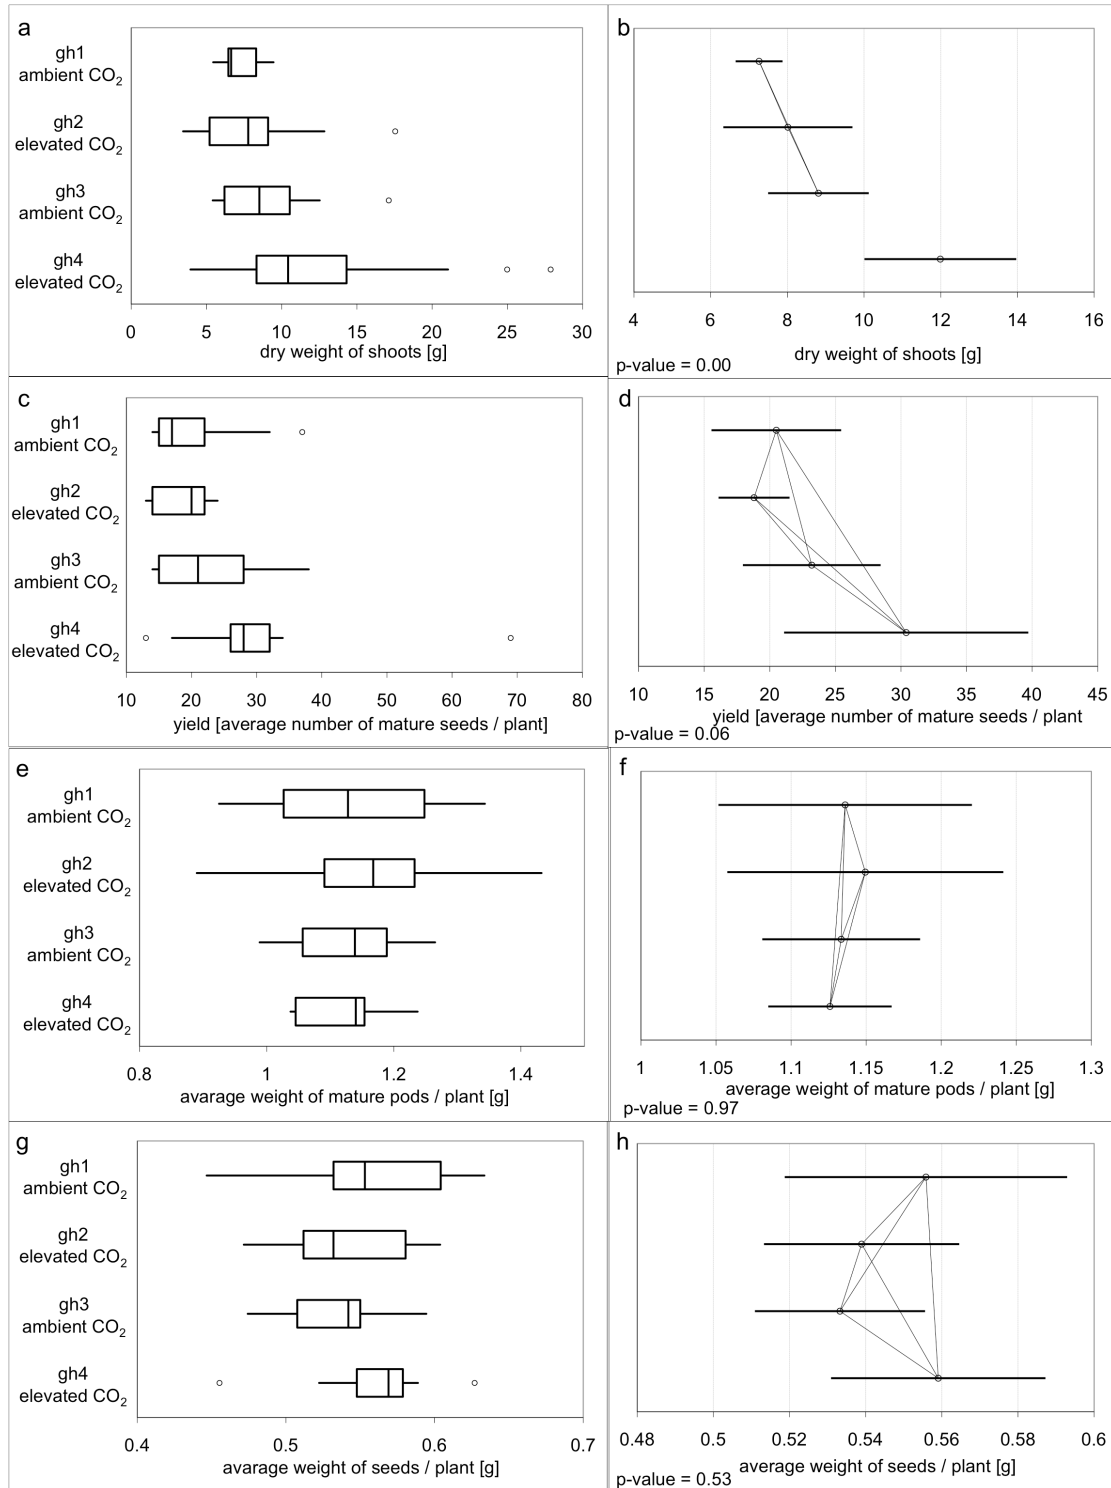 a
gh1
ambient CO2
gh2
elevated CO2
gh3
ambient CO2
gh4
elevated CO2
0 5 10 15 20 25 30
dry weight of shoots [g]
b
4 6 8 10 12 14 16
dry weight of shoots [g]
p-value = 0.00
c
gh1
ambient CO2
gh2
elevated CO2
gh3
ambient CO2
gh4
elevated CO2
10 20 30 40 50 60 70 80
yield [average number of mature seeds / plant]
d
10 15 20 25 30 35 40 45
yield [average number of mature seeds / plant
p-value = 0.06
e
gh1
ambient CO2
gh2
elevated CO2
gh3
ambient CO2
gh4
elevated CO2
0.8 1 1.2 1.4
avarage weight of mature pods / plant [g]
f
1 1.05 1.1 1.15 1.2 1.25 1.3
average weight of mature pods / plant [g]
p-value = 0.97
g
gh1
ambient CO2
gh2
elevated CO2
gh3
ambient CO2
gh4
elevated CO2
0.4 0.5 0.6 0.7
avarage weight of seeds / plant [g]
h
0.48 0.5 0.52 0.54 0.56 0.58 0.6
average weight of seeds / plant [g]
p-value = 0.53